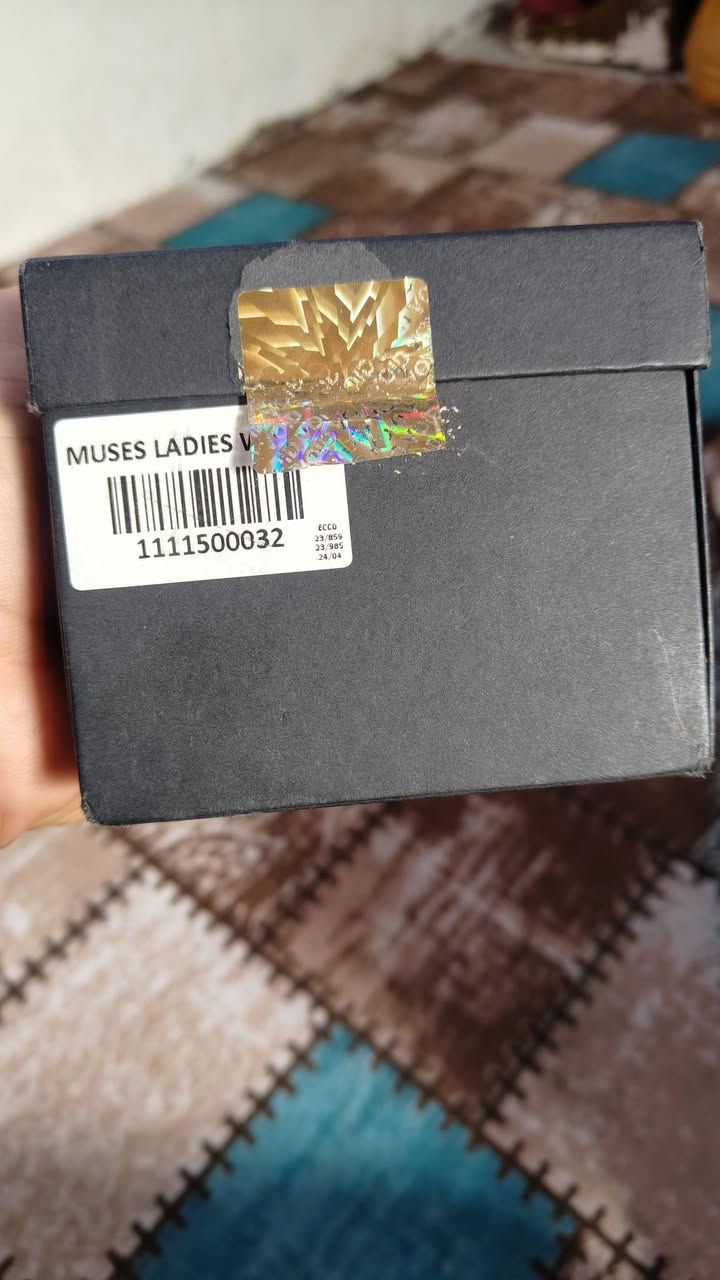 MUSES LADIES W
1111500032
ECCO
23/859
23/985
24/04